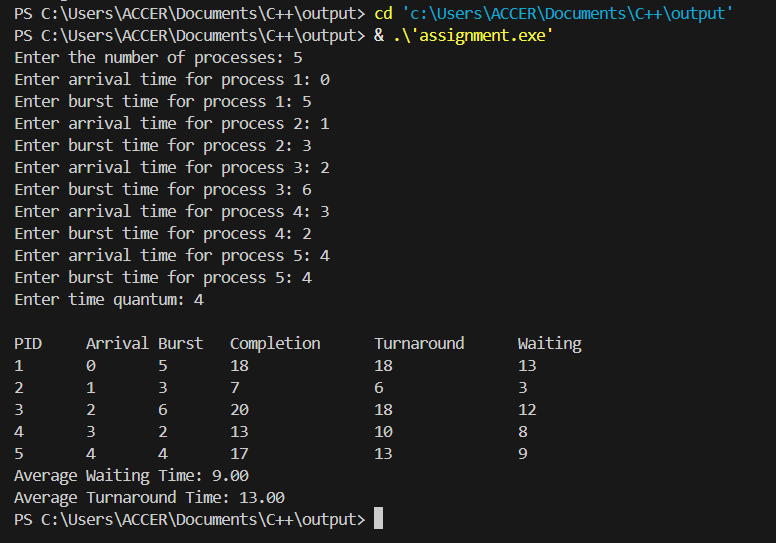 PS C:\Users\ACCER\Documents\C++\output> cd 'c:\Users\ACCER\Documents\C++\output'
PS C:\Users\ACCER\Documents\C++\output> & .\'assignment.exe'
Enter the number of processes: 5
Enter arrival time for process 1: 0
Enter burst time for process 1: 5
Enter arrival time for process 2: 1
Enter burst time for process 2: 3
Enter arrival time for process 3: 2
Enter burst time for process 3: 6
Enter arrival time for process 4: 3
Enter burst time for process 4: 2
Enter arrival time for process 5: 4
Enter burst time for process 5: 4
Enter time quantum: 4

PID     Arrival Burst   Completion      Turnaround      Waiting
1       0       5       18              18              13
2       1       3       7               6               3
3       2       6       20              18              12
4       3       2       13              10              8
5       4       4       17              13              9
Average Waiting Time: 9.00
Average Turnaround Time: 13.00
PS C:\Users\ACCER\Documents\C++\output>